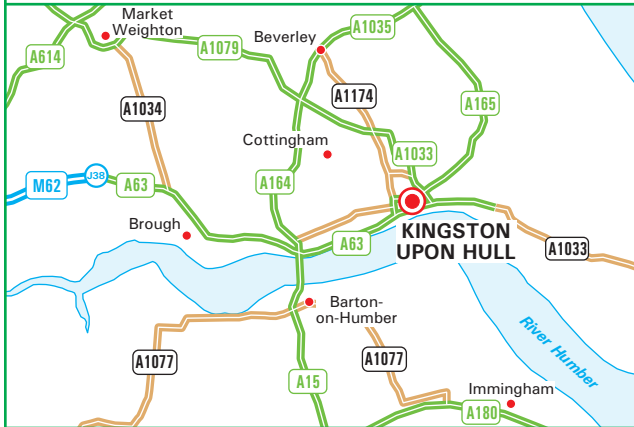 Market
Weighton
A614
A1079
Beverley
A1035
A1034
A1174
A165
Cottingham
A1033
M62
J38
A63
A164
Brough
A63
KINGSTON
UPON HULL
A1033
Barton-
on-Humber
River Humber
A1077
A15
A1077
Immingham
A180